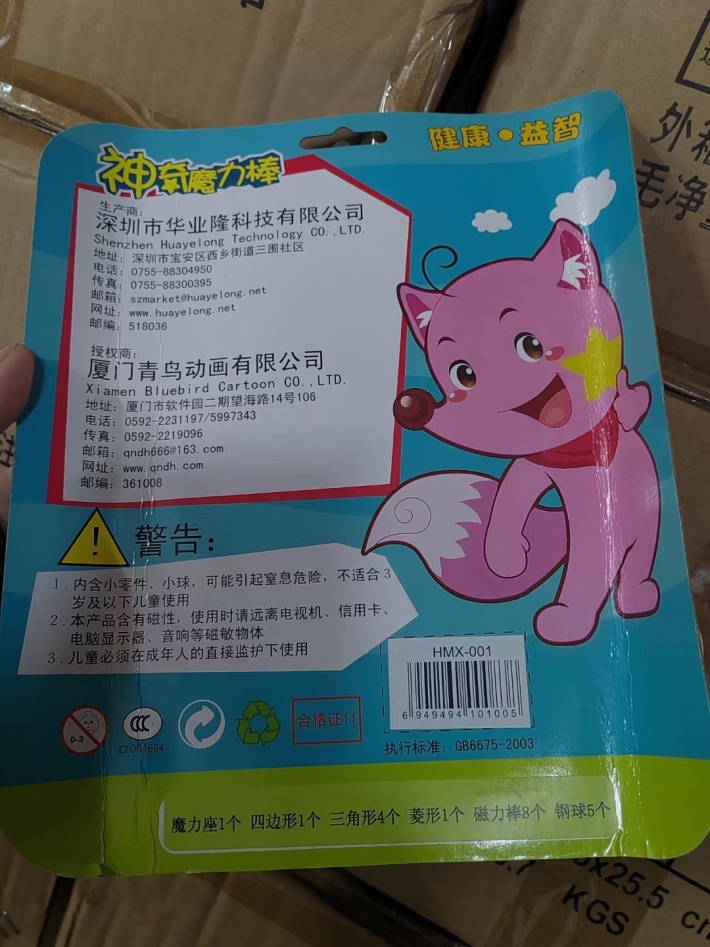 健康·益智
神奇魔力棒
生产商:
深圳市华业隆科技有限公司
Shenzhen Huayelong Technology CO.,LTD.
地址: 深圳市宝安区西乡街道三围社区
电话: 0755-88304950
传真: 0755-88300395
邮箱: szmarket@huayelong.net
网址: www.huayelong.net
邮编: 518036
授权商:
厦门青鸟动画有限公司
Xiamen Bluebird Cartoon CO.,LTD.
地址: 厦门市软件园二期望海路14号106
电话: 0592-2231197/5997343
传真: 0592-2219096
邮箱: qndh666@163.com
网址: www.qndh.com
邮编: 361008
警告:
1.内含小零件、小球，可能引起窒息危险，不适合3
岁及以下儿童使用
2.本产品含有磁性，使用时请远离电视机、信用卡、
电脑显示器、音响等磁敏物体
3.儿童必须在成年人的直接监护下使用
HMX-001
6 949494 101005
0-3
CCC
合格证11
执行标准: GB6675-2003
魔力座1个 四边形1个 三角形4个 菱形1个 磁力棒8个 钢球5个
外箱
毛净
x25.5 cm
KGS